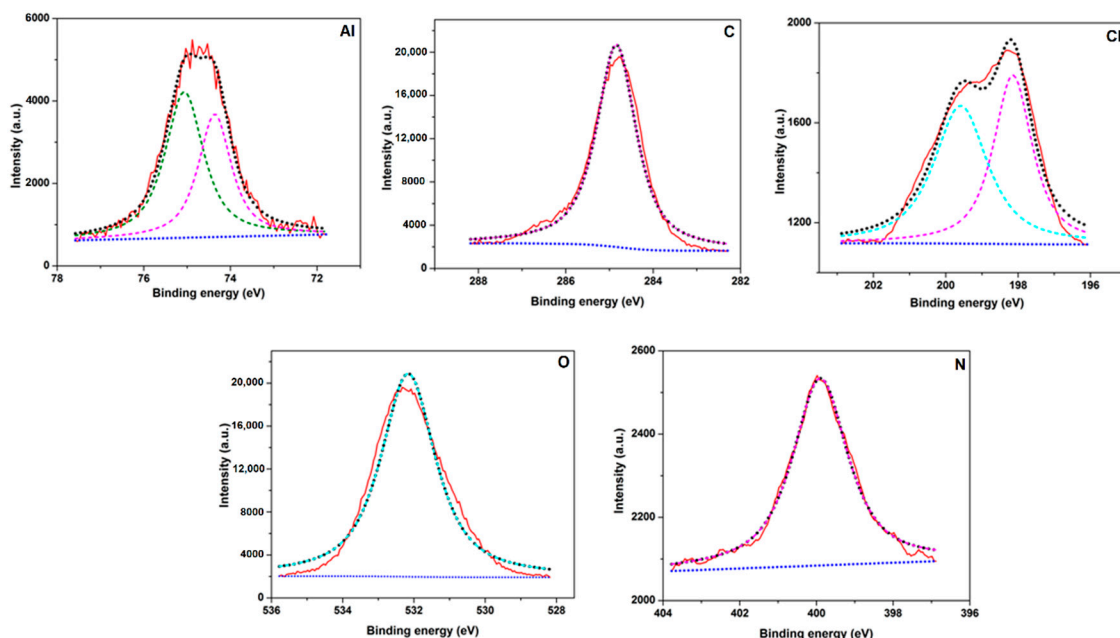 Al
6000
4000
2000
0
78 76 74 72
Intensity (a.u.)
Binding energy (eV)
C
20,000
16,000
12,000
8000
4000
0
288 286 284 282
Intensity (a.u.)
Binding energy (eV)
Cl
2000
1600
1200
202 200 198 196
Intensity (a.u.)
Binding energy (eV)
O
20,000
16,000
12,000
8000
4000
0
536 534 532 530 528
Intensity (a.u.)
Binding energy (eV)
N
2600
2400
2200
2000
404 402 400 398 396
Intensity (a.u.)
Binding energy (eV)